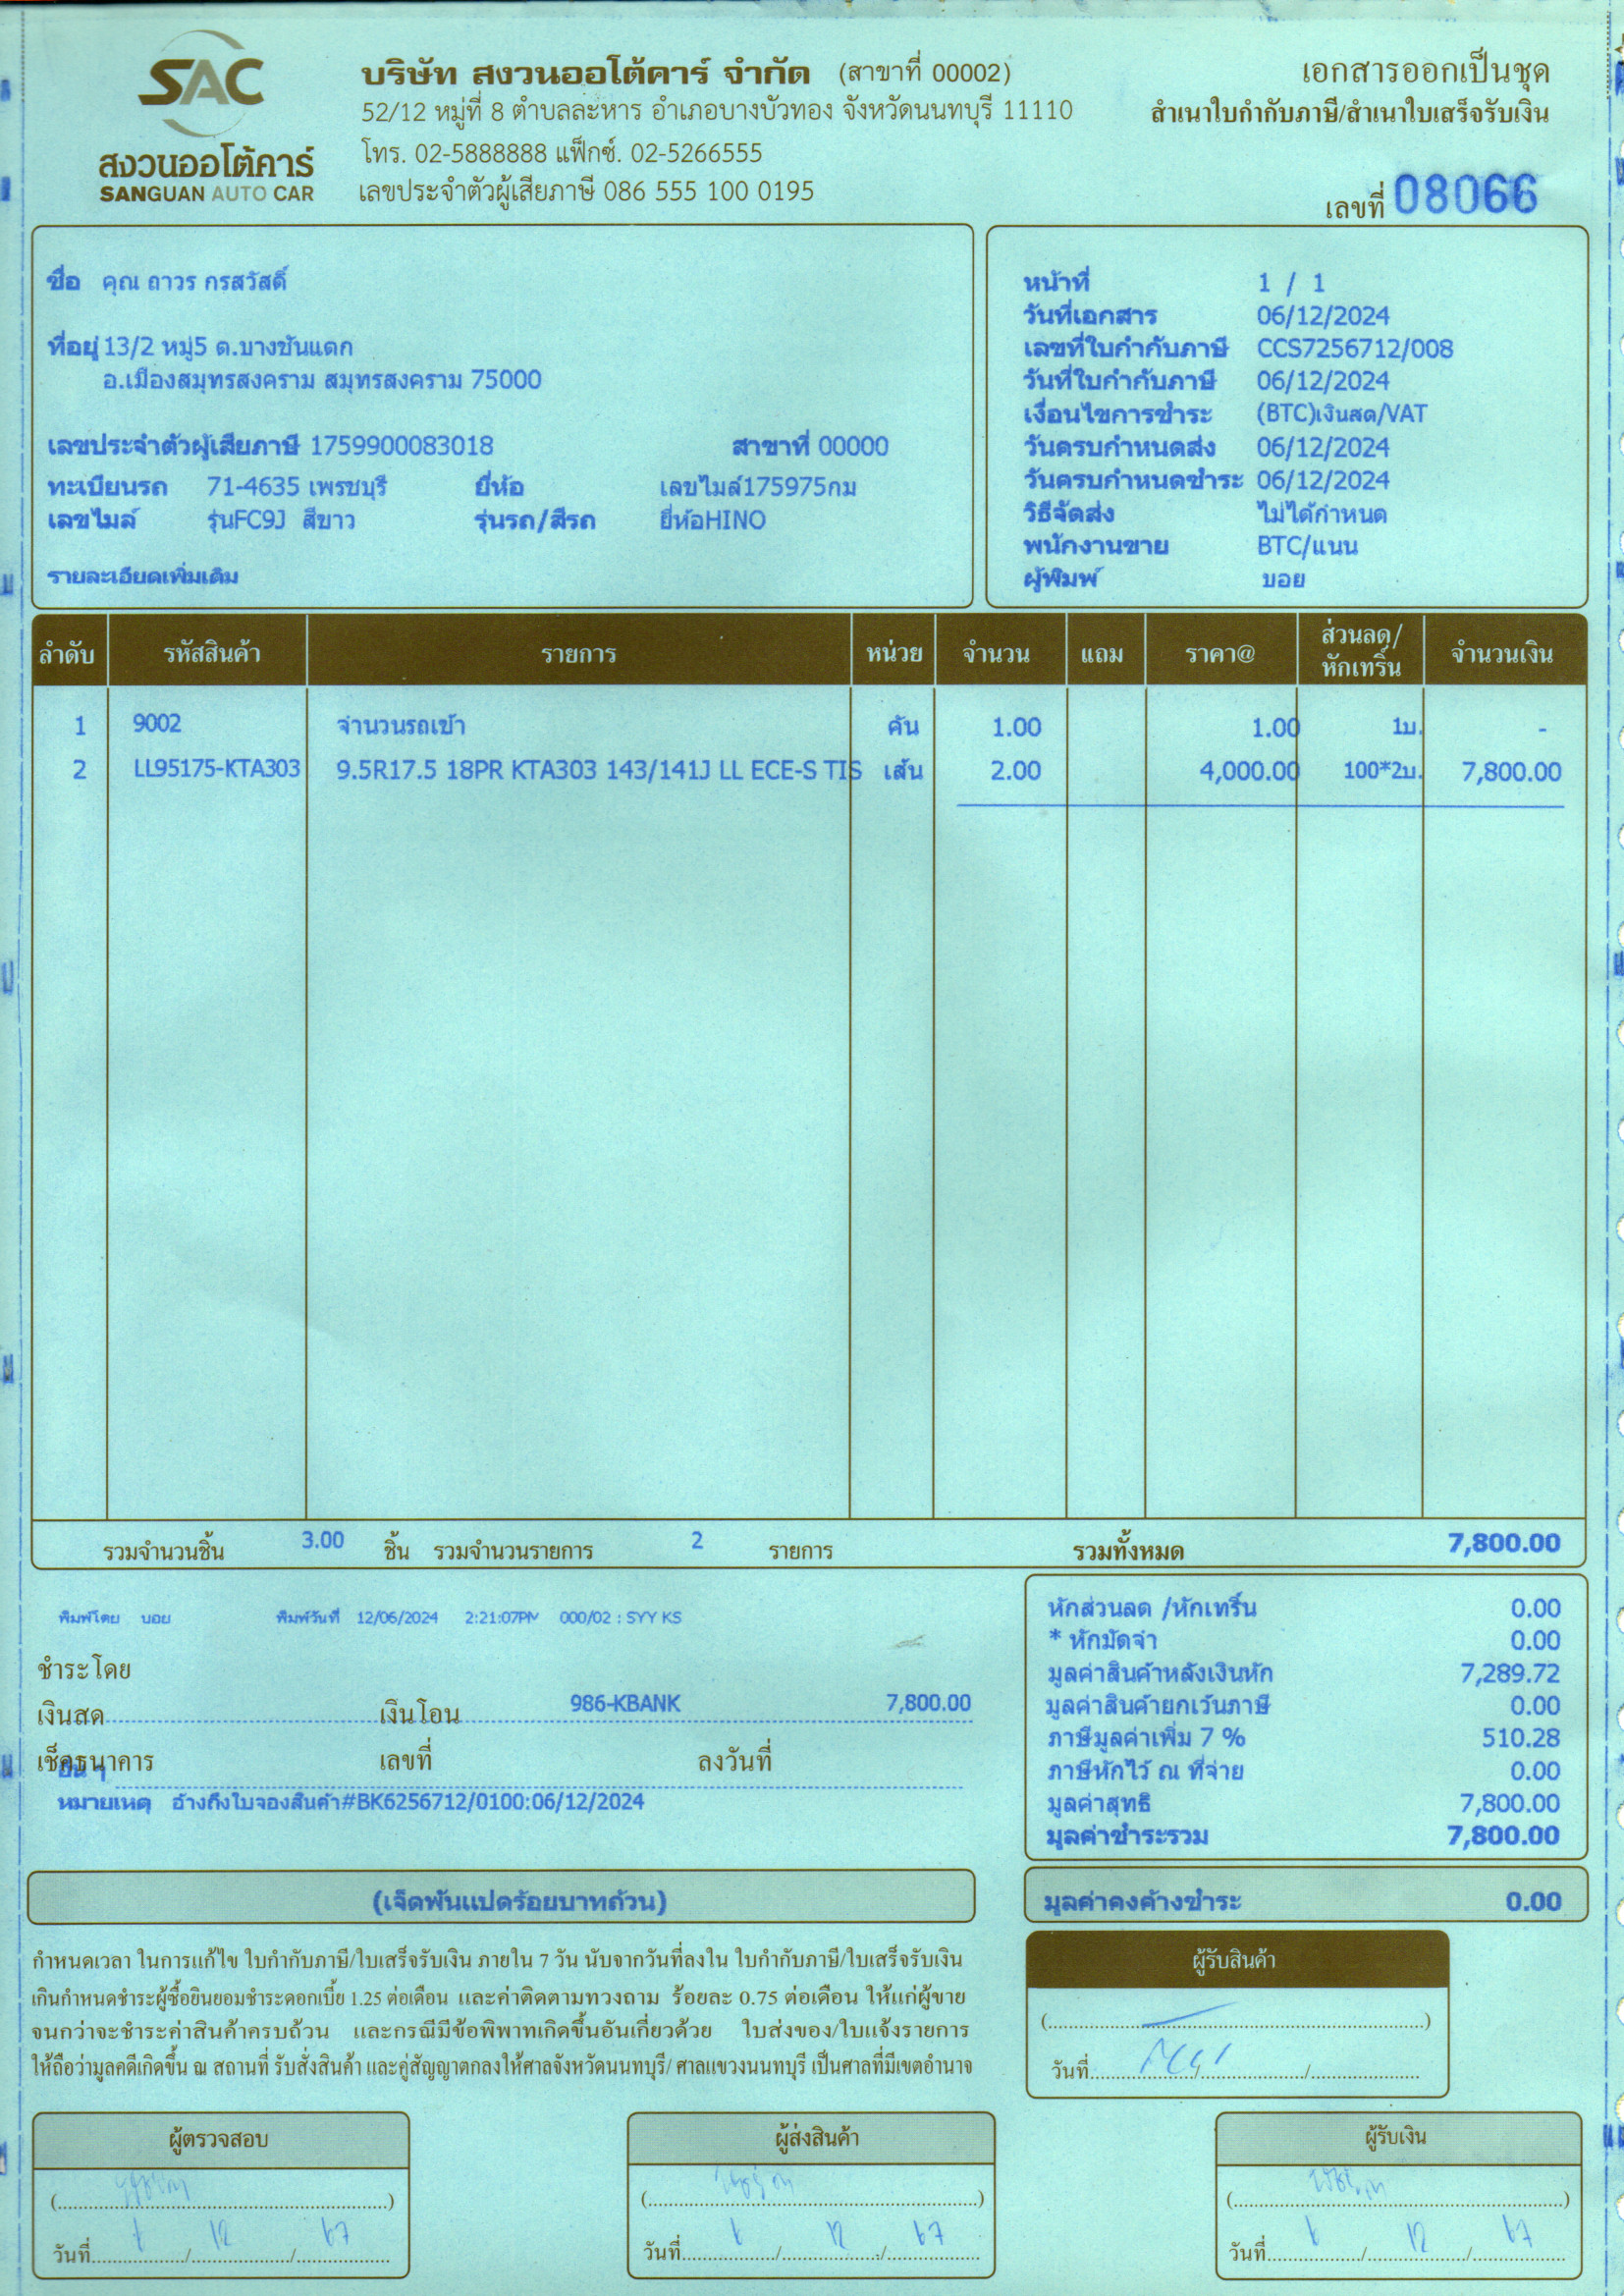 SAC
สงวนออโต้คาร์
SANGUAN AUTO CAR
บริษัท สงวนออโต้คาร์ จำกัด (สาขาที่ 00002)
52/12 หมู่ที่ 8 ตำบลละหาร อำเภอบางบัวทอง จังหวัดนนทบุรี 11110
โทร. 02-5888888 แฟ็กซ์. 02-5266555
เลขประจำตัวผู้เสียภาษี 086 555 100 0195
เอกสารออกเป็นชุด
สำเนาใบกำกับภาษี/สำเนาใบเสร็จรับเงิน
เลขที่ 08066
ชื่อ คุณ ถาวร กรสวัสดิ์
ที่อยู่ 13/2 หมู่5 ต.บางขันแตก
อ.เมืองสมุทรสงคราม สมุทรสงคราม 75000
เลขประจำตัวผู้เสียภาษี 1759900083018 สาขาที่ 00000
ทะเบียนรถ 71-4635 เพรชบุรี ยี่ห้อ เลขไมล์175975กม
เลขไมล์ รุ่นFC9J สีขาว รุ่นรถ/สีรถ ยี่ห้อHINO
รายละเอียดเพิ่มเติม
หน้าที่ 1 / 1
วันที่เอกสาร 06/12/2024
เลขที่ใบกำกับภาษี CCS7256712/008
วันที่ใบกำกับภาษี 06/12/2024
เงื่อนไขการชำระ (BTC)เงินสด/VAT
วันครบกำหนดส่ง 06/12/2024
วันครบกำหนดชำระ 06/12/2024
วิธีจัดส่ง ไม่ได้กำหนด
พนักงานขาย BTC/แนน
ผู้พิมพ์ บอย
ลำดับ รหัสสินค้า รายการ หน่วย จำนวน แถม ราคา@ ส่วนลด/หักเทริ์น จำนวนเงิน
1 9002 จำนวนรถเข้า คัน 1.00 1.00 1บ. -
2 LL95175-KTA303 9.5R17.5 18PR KTA303 143/141J LL ECE-S TIS เส้น 2.00 4,000.00 100*2บ. 7,800.00
รวมจำนวนชิ้น 3.00 ชิ้น รวมจำนวนรายการ 2 รายการ รวมทั้งหมด 7,800.00
พิมพ์โดย บอย พิมพ์วันที่ 12/06/2024 2:21:07PM 000/02 : SYY KS
ชำระโดย
เงินสด เงินโอน 986-KBANK 7,800.00
เช็คธนาคาร เลขที่ ลงวันที่
อื่น ๆ
หมายเหตุ อ้างถึงใบจองสินค้า#BK6256712/0100:06/12/2024
หักส่วนลด /หักเทริ์น 0.00
* หักมัดจำ 0.00
มูลค่าสินค้าหลังเงินหัก 7,289.72
มูลค่าสินค้ายกเว้นภาษี 0.00
ภาษีมูลค่าเพิ่ม 7 % 510.28
ภาษีหักไว้ ณ ที่จ่าย 0.00
มูลค่าสุทธิ 7,800.00
มูลค่าชำระรวม 7,800.00
(เจ็ดพันแปดร้อยบาทถ้วน)
มูลค่าคงค้างชำระ 0.00
กำหนดเวลา ในการแก้ไข ใบกำกับภาษี/ใบเสร็จรับเงิน ภายใน 7 วัน นับจากวันที่ลงใน ใบกำกับภาษี/ใบเสร็จรับเงิน
เกินกำหนดชำระผู้ซื้อยินยอมชำระดอกเบี้ย 1.25 ต่อเดือน และค่าติดตามทวงถาม ร้อยละ 0.75 ต่อเดือน ให้แก่ผู้ขาย
จนกว่าจะชำระค่าสินค้าครบถ้วน และกรณีมีข้อพิพาทเกิดขึ้นอันเกี่ยวด้วย ใบส่งของ/ใบแจ้งรายการ
ให้ถือว่ามูลคดีเกิดขึ้น ณ สถานที่ รับสั่งสินค้า และคู่สัญญาตกลงให้ศาลจังหวัดนนทบุรี/ ศาลแขวงนนทบุรี เป็นศาลที่มีเขตอำนาจ
ผู้รับสินค้า
วันที่
ผู้ตรวจสอบ
วันที่ 6/12/67
ผู้ส่งสินค้า
วันที่ 6/12/67
ผู้รับเงิน
วันที่ 6/12/67